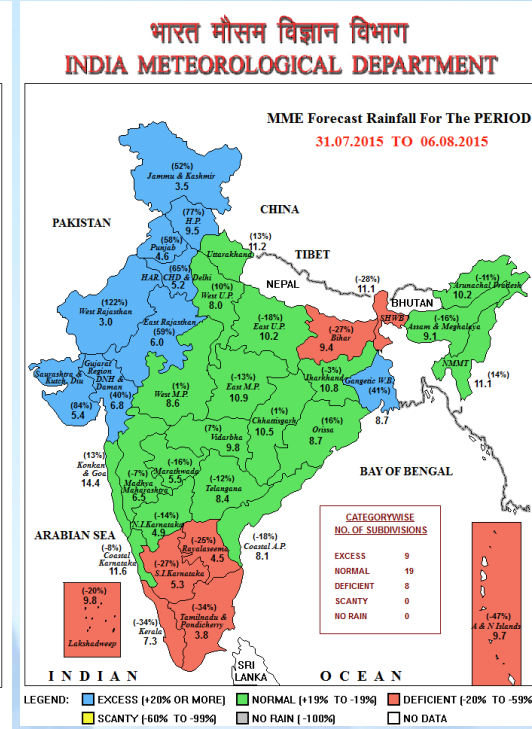 भारत मौसम विज्ञान विभाग
INDIA METEOROLOGICAL DEPARTMENT
MME Forecast Rainfall For The PERIOD
31.07.2015 TO 06.08.2015
(52%)
Jammu & Kashmir
3.5
PAKISTAN
CHINA
(77%)
H.P.
9.5
(58%)
Punjab
4.6
(13%)
11.2
Uttarakhand
TIBET
(65%)
HAR. CHD & Delhi
5.2
NEPAL
(10%)
West U.P.
8.0
(-28%)
11.1
SHWB
BHUTAN
(-11%)
Arunachal Pradesh
10.2
(122%)
West Rajasthan
3.0
East Rajasthan
(59%)
6.0
(-18%)
East U.P.
10.2
(-27%)
Bihar
9.4
(-16%)
Assam & Meghalaya
9.1
NMMT
(14%)
11.1
Saurashtra &
Kutch, Diu
(84%)
5.4
Gujarat
Region
DNH &
Daman
(40%)
6.8
(1%)
West M.P.
8.6
(-13%)
East M.P.
10.9
(-3%)
Jharkhand
10.8
Gangetic W.B.
(41%)
8.7
(1%)
Chhattisgarh
10.5
(16%)
Orissa
8.7
(7%)
Vidarbha
9.8
(13%)
Konkan
& Goa
14.4
(-7%)
Madhya
Maharashtra
6.5
(-16%)
Marathwada
5.5
(-12%)
Telangana
8.4
BAY OF BENGAL
(-14%)
N.I.Karnataka
4.9
ARABIAN SEA
(-8%)
Coastal
Karnataka
11.6
(-25%)
Rayalaseema
4.5
(-18%)
Coastal A.P.
8.1
(-27%)
S.I.Karnataka
5.3
(-20%)
9.8
Lakshadweep
(-34%)
Kerala
7.3
(-34%)
Tamilnadu &
Pondicherry
3.8
CATEGORYWISE
NO. OF SUBDIVISIONS
EXCESS 9
NORMAL 19
DEFICIENT 8
SCANTY 0
NO RAIN 0
(-47%)
A & N Islands
9.7
SRI
LANKA
INDIAN OCEAN
LEGEND: EXCESS (+20% OR MORE) NORMAL (+19% TO -19%) DEFICIENT (-20% TO -59%
SCANTY (-60% TO -99%) NO RAIN (-100%) NO DATA